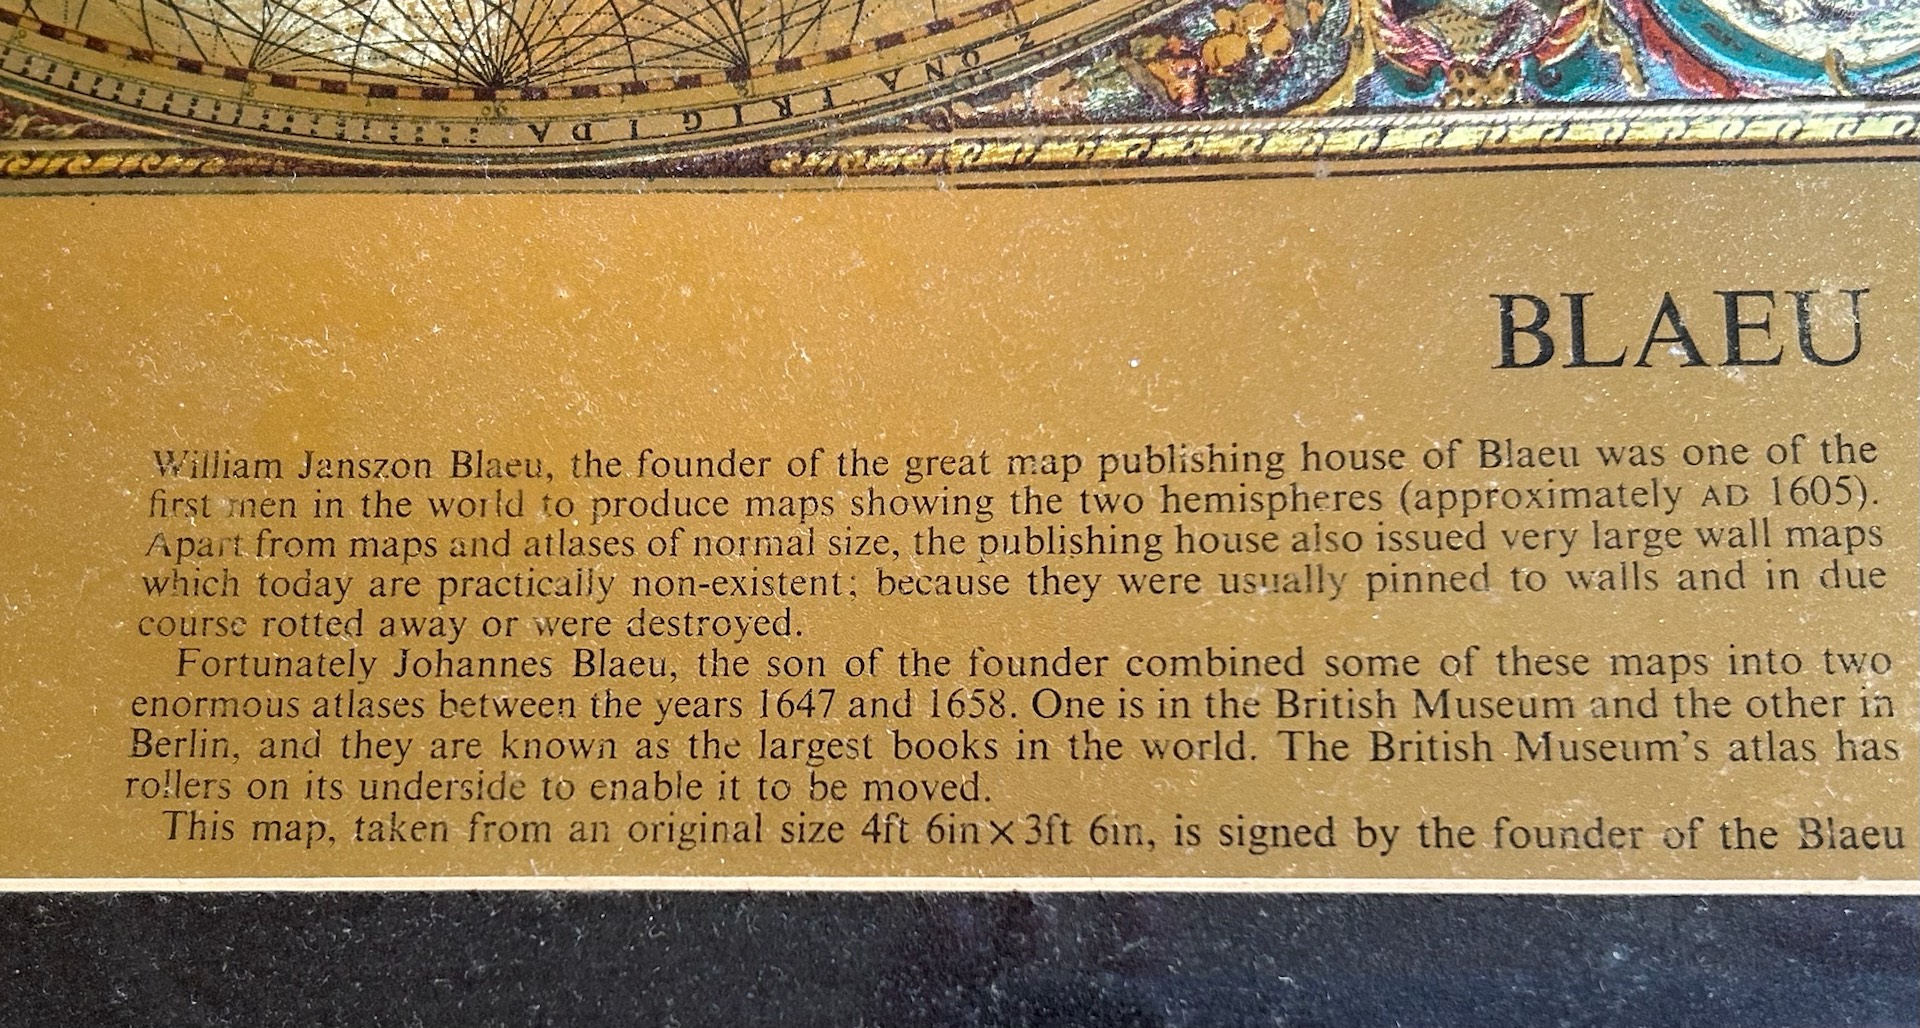 ZONA FRIGIDA
BLAEU
William Janszon Blaeu, the founder of the great map publishing house of Blaeu was one of the
first men in the world to produce maps showing the two hemispheres (approximately AD 1605).
Apart from maps and atlases of normal size, the publishing house also issued very large wall maps
which today are practically non-existent; because they were usually pinned to walls and in due
course rotted away or were destroyed.
Fortunately Johannes Blaeu, the son of the founder combined some of these maps into two
enormous atlases between the years 1647 and 1658. One is in the British Museum and the other in
Berlin, and they are known as the largest books in the world. The British Museum's atlas has
rollers on its underside to enable it to be moved.
This map, taken from an original size 4ft 6in × 3ft 6in, is signed by the founder of the Blaeu